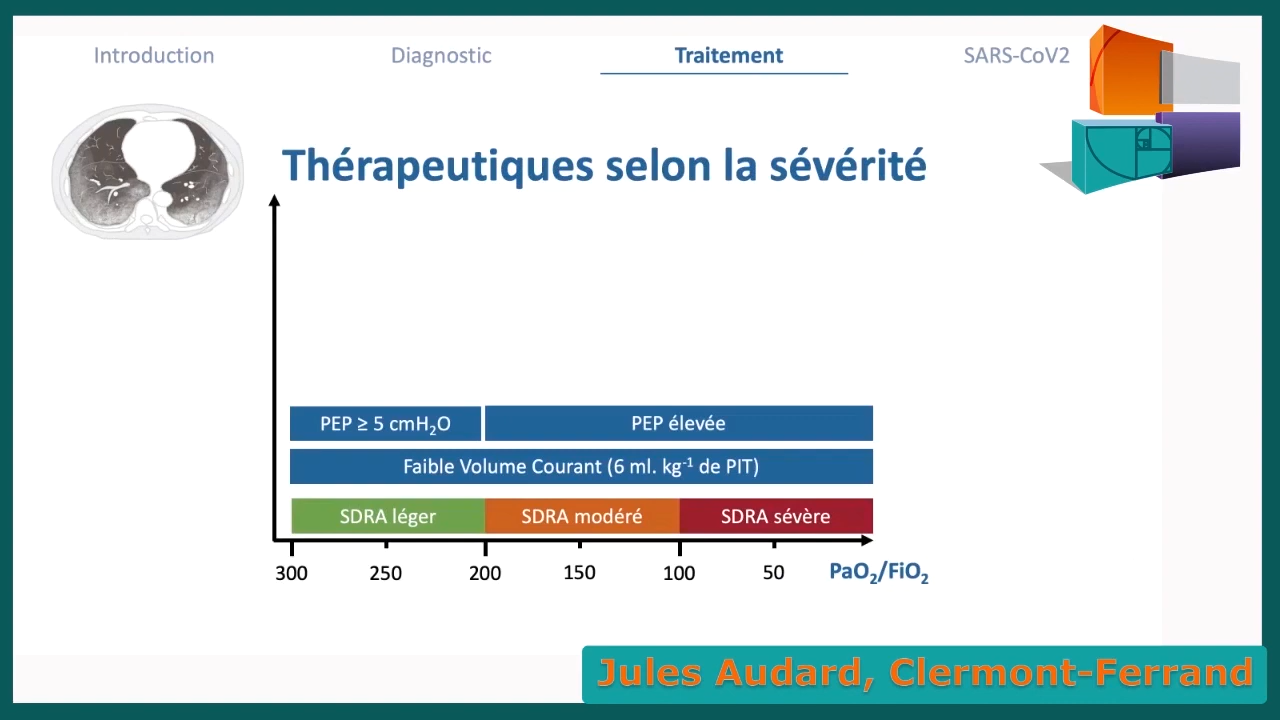 Introduction
Diagnostic
Traitement
SARS-CoV2
Thérapeutiques selon la sévérité
PEP ≥ 5 cmH₂O
PEP élevée
Faible Volume Courant (6 ml. kg⁻¹ de PIT)
SDRA léger
SDRA modéré
SDRA sévère
300
250
200
150
100
50
PaO₂/FiO₂
Jules Audard, Clermont-Ferrand